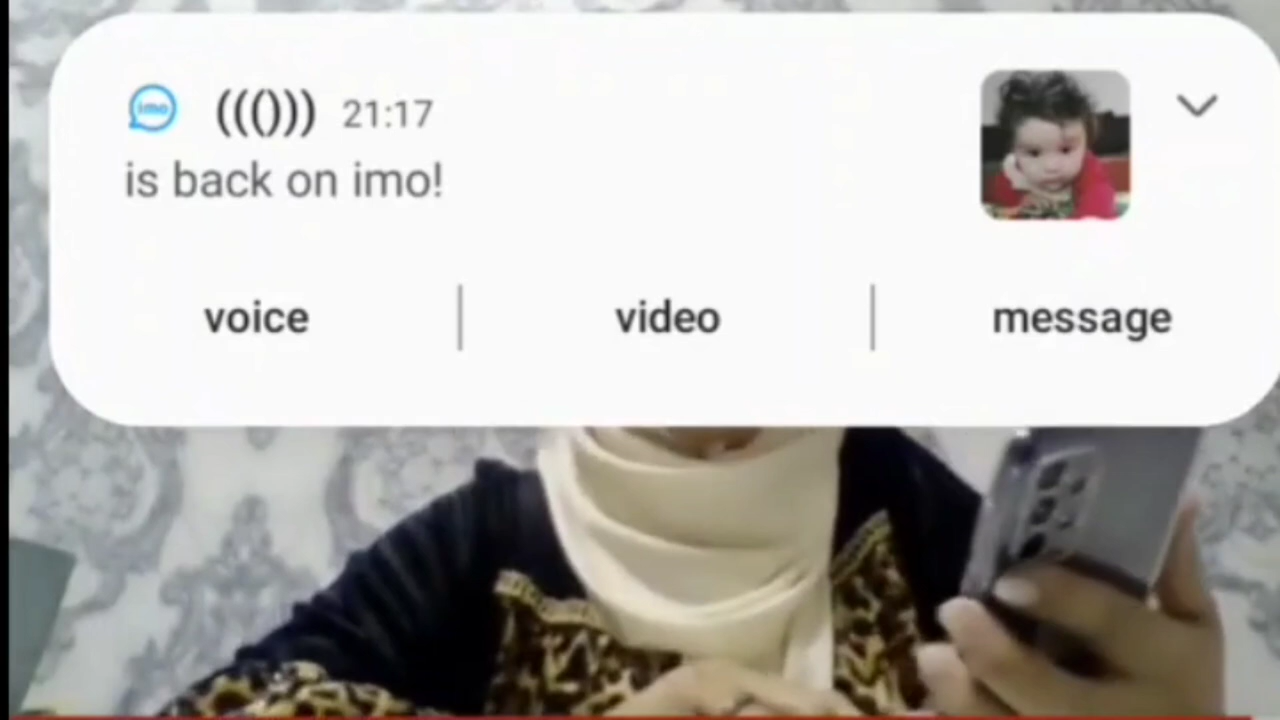 imo (((()))) 21:17
is back on imo!
voice video message